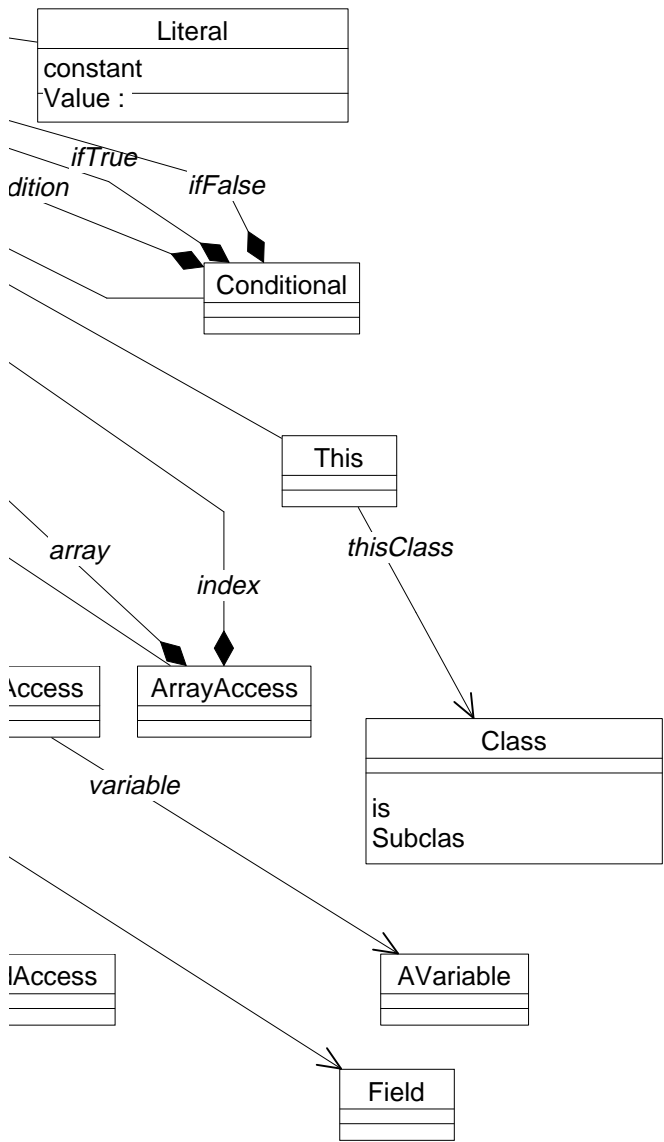 Literal
constant
Value :
ifTrue
dition
ifFalse
Conditional
This
thisClass
array
index
Access
ArrayAccess
Class
variable
is
Subclas
dAccess
AVariable
Field